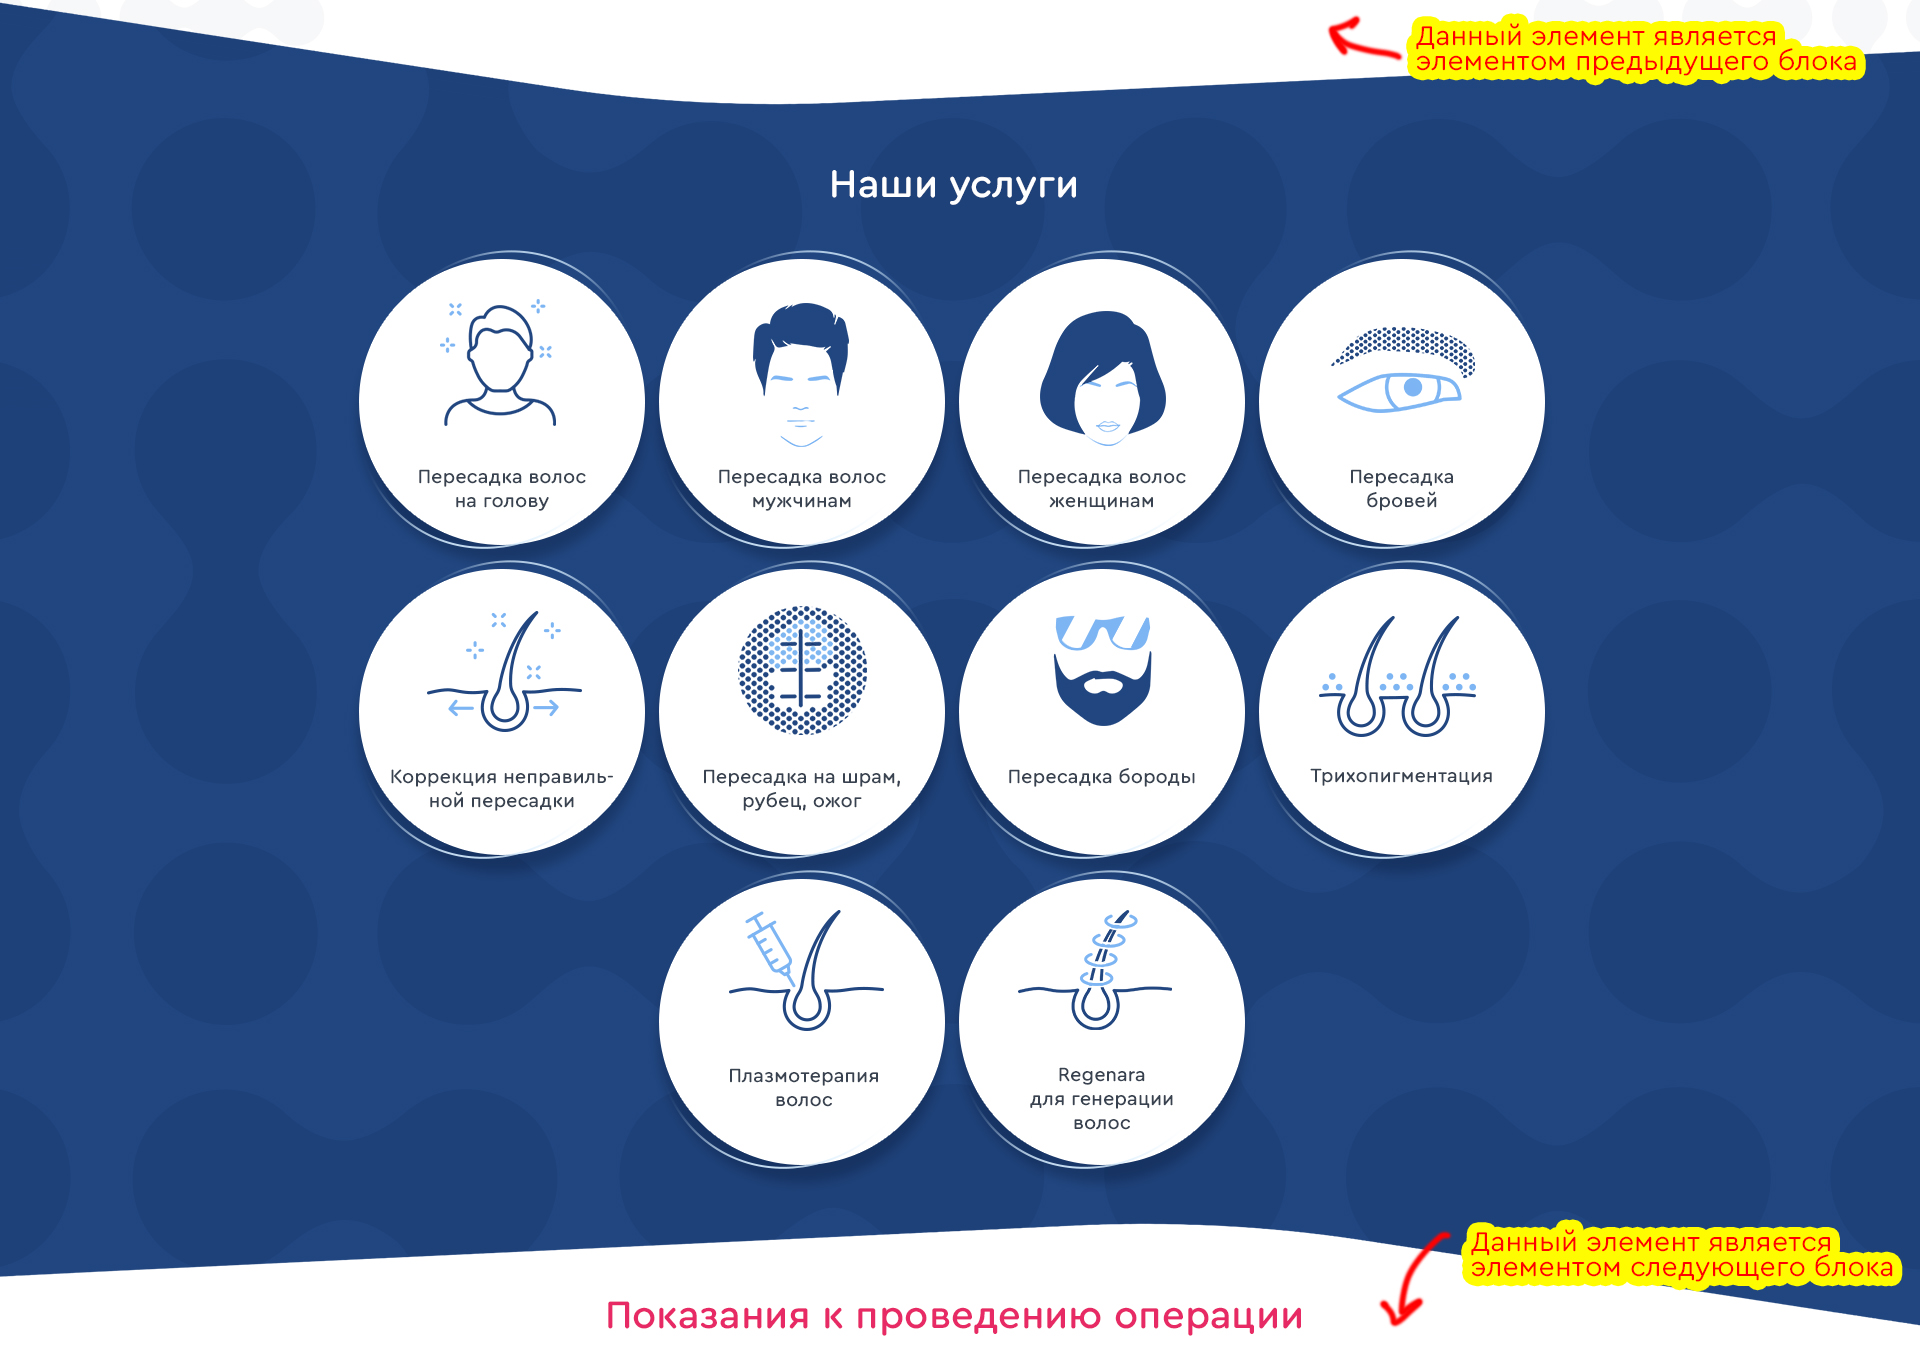 Данный элемент является
элементом предыдущего блока
Наши услуги
Пересадка волос
на голову
Пересадка волос
мужчинам
Пересадка волос
женщинам
Пересадка
бровей
Коррекция неправиль-
ной пересадки
Пересадка на шрам,
рубец, ожог
Пересадка бороды
Трихопигментация
Плазмотерапия
волос
Regenara
для генерации
волос
Данный элемент является
элементом следующего блока
Показания к проведению операции